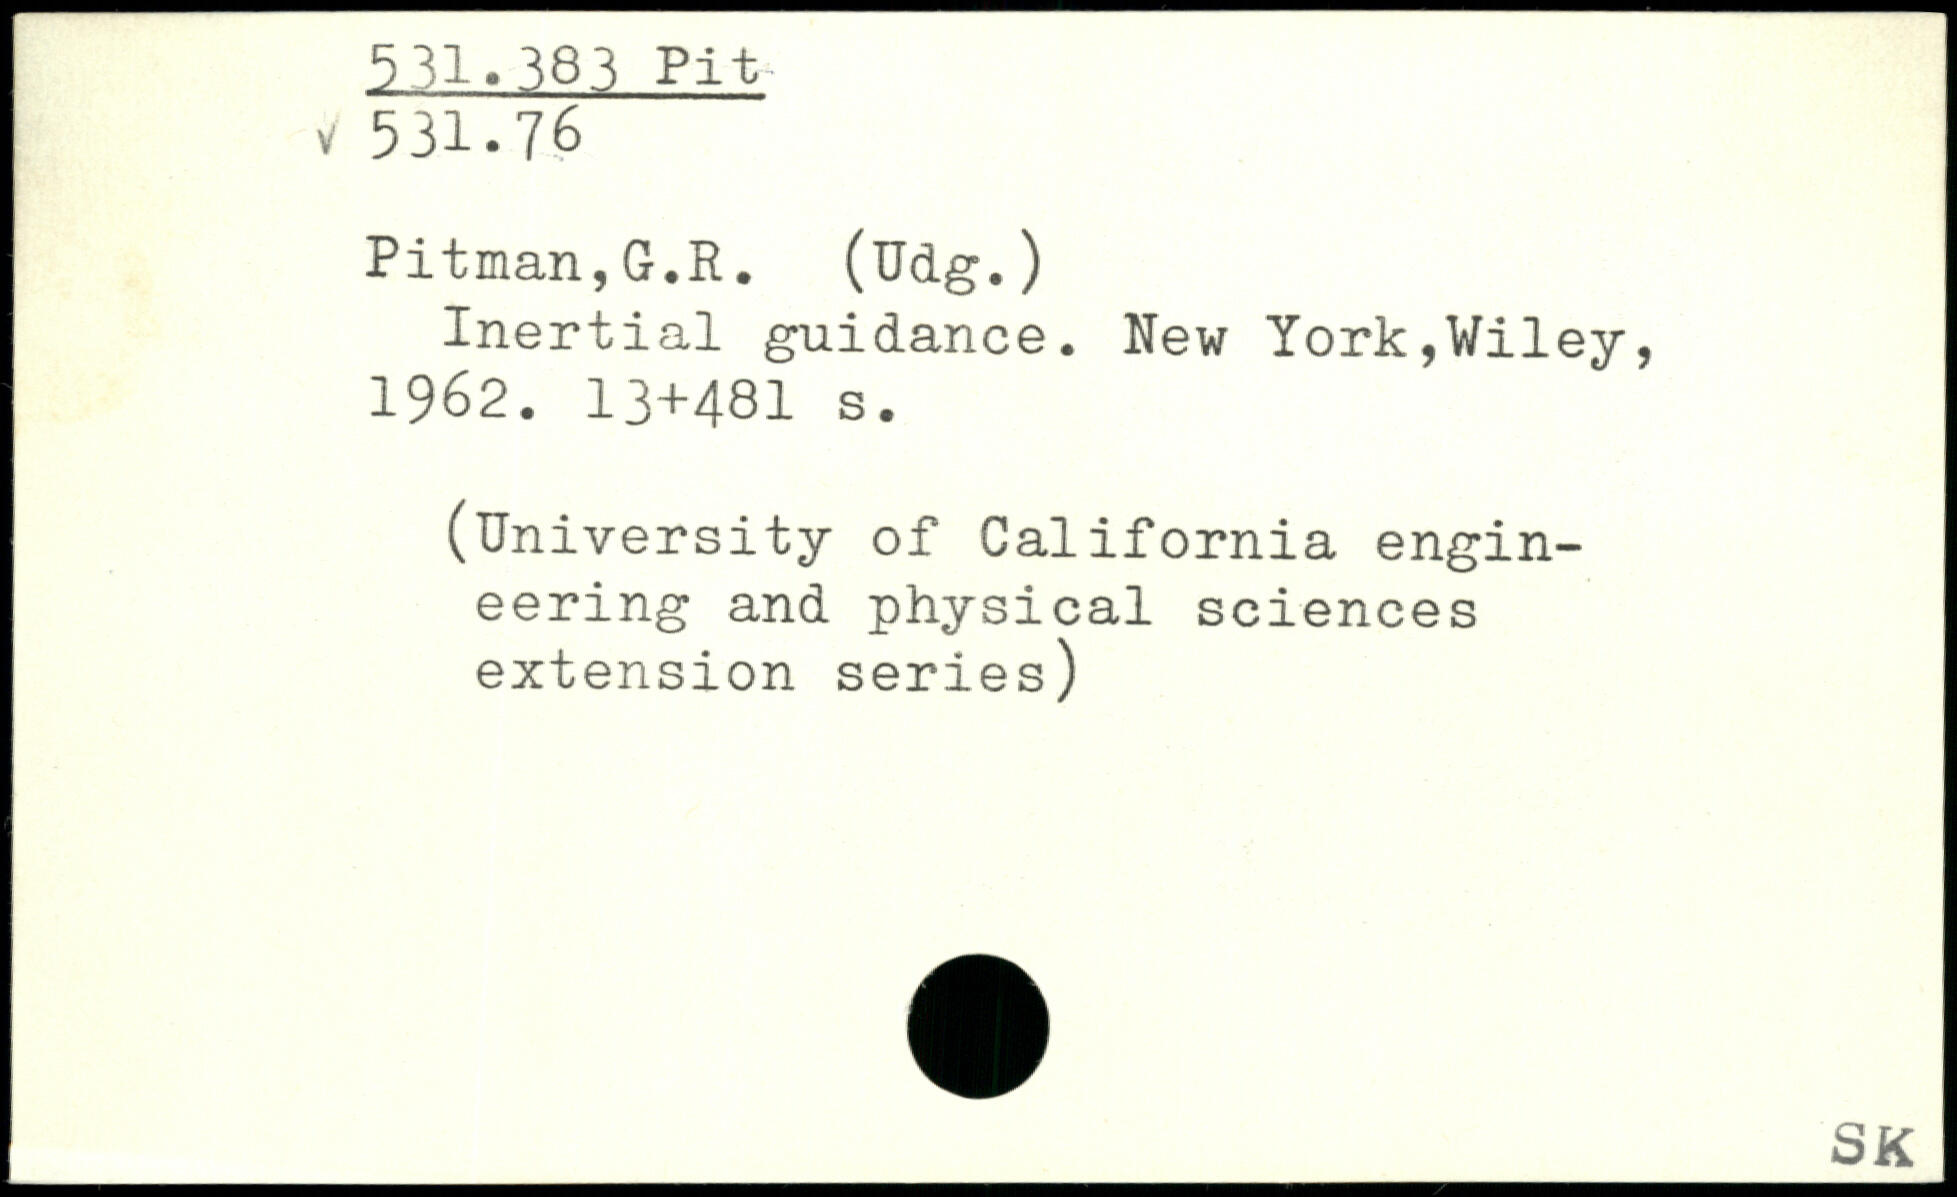 531.383 Pit
√ 531.76
Pitman,G.R. (Udg.)
Inertial guidance. New York,Wiley,
1962. 13+481 s.
(University of California engin-
eering and physical sciences
extension series)
SK